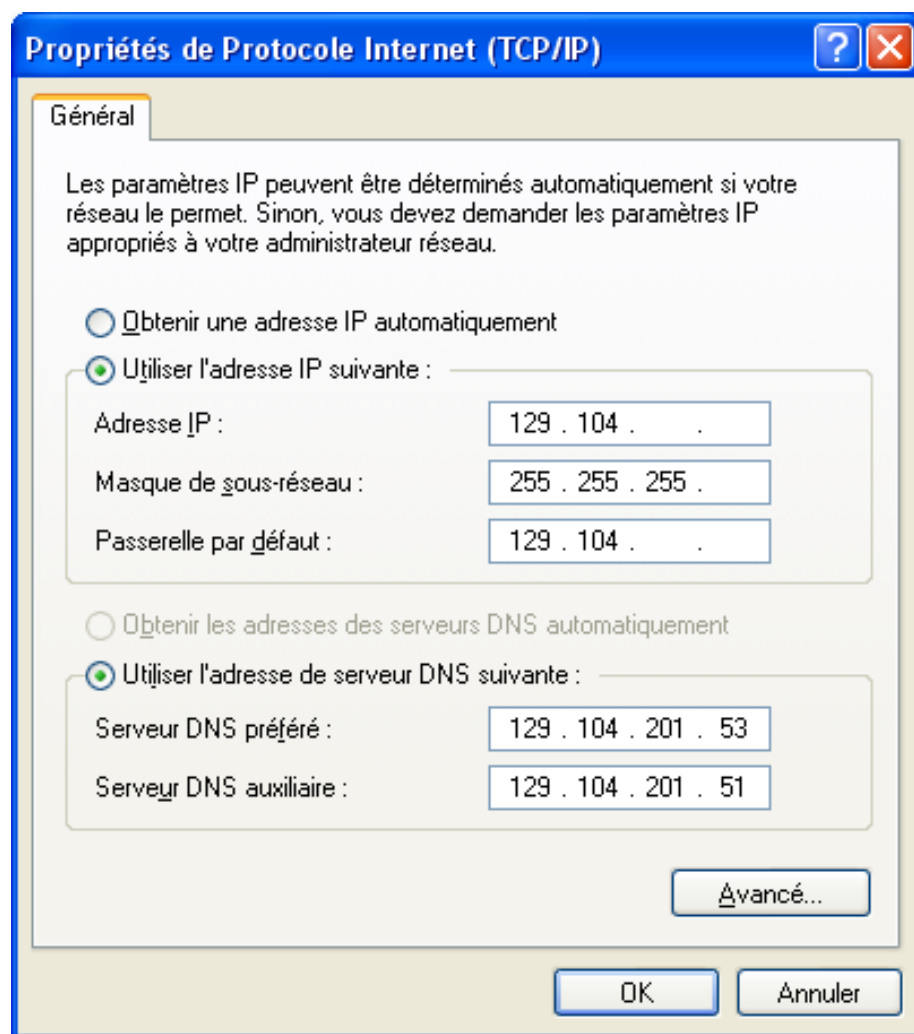 Propriétés de Protocole Internet (TCP/IP)
Général
Les paramètres IP peuvent être déterminés automatiquement si votre
réseau le permet. Sinon, vous devez demander les paramètres IP
appropriés à votre administrateur réseau.
Obtenir une adresse IP automatiquement
Utiliser l'adresse IP suivante :
Adresse IP : 129 . 104 . .
Masque de sous-réseau : 255 . 255 . 255 .
Passerelle par défaut : 129 . 104 . .
Obtenir les adresses des serveurs DNS automatiquement
Utiliser l'adresse de serveur DNS suivante :
Serveur DNS préféré : 129 . 104 . 201 . 53
Serveur DNS auxiliaire : 129 . 104 . 201 . 51
Avancé...
OK Annuler